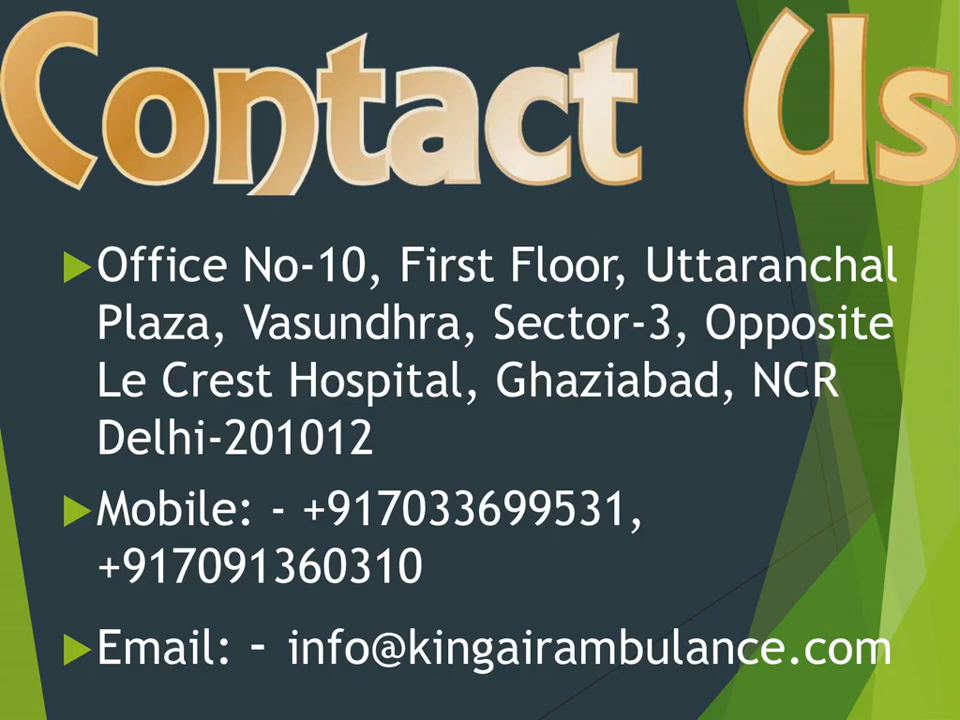 Contact Us
Office No-10, First Floor, Uttaranchal
Plaza, Vasundhra, Sector-3, Opposite
Le Crest Hospital, Ghaziabad, NCR
Delhi-201012
Mobile: - +917033699531,
+917091360310
Email: - info@kingairambulance.com